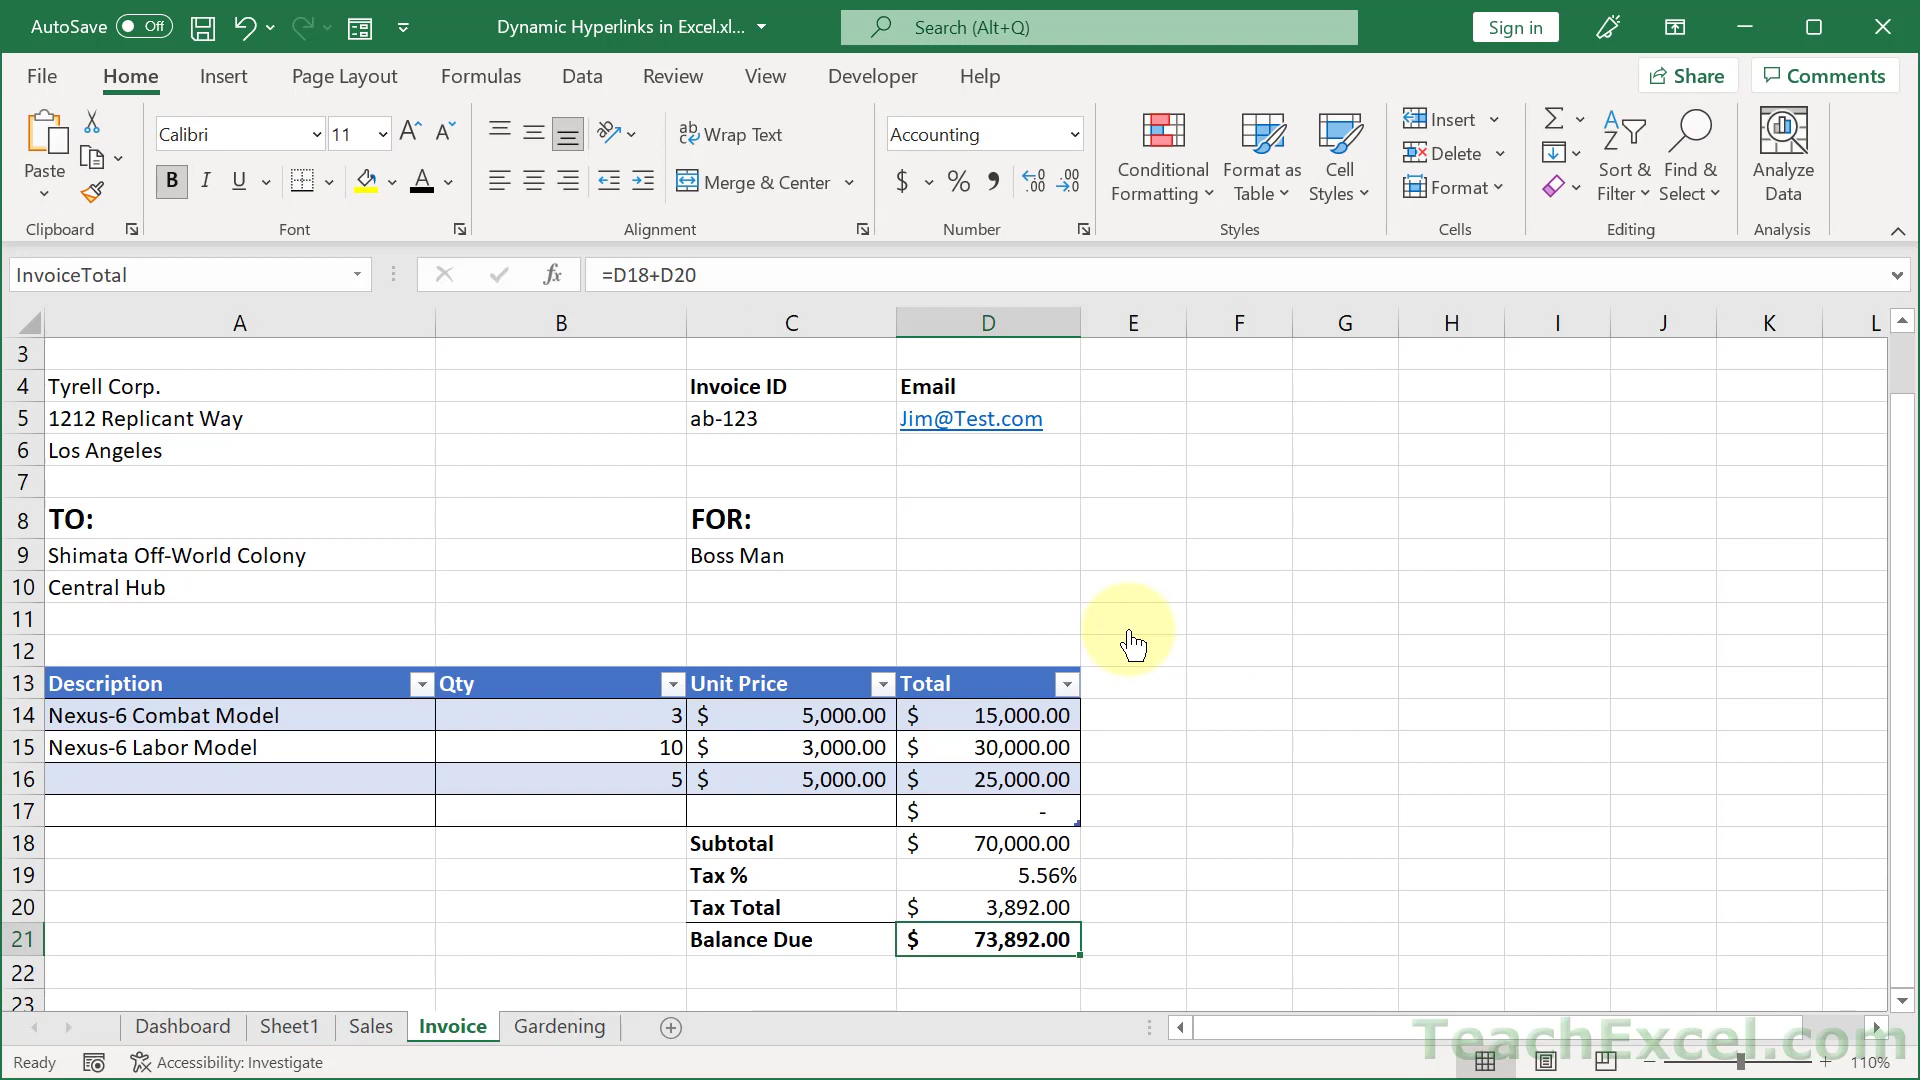 AutoSave Off Dynamic Hyperlinks in Excel.xl... Search (Alt+Q) Sign in
File Home Insert Page Layout Formulas Data Review View Developer Help Share Comments
Paste Calibri 11 Wrap Text Accounting Conditional Formatting Format as Table Cell Styles Insert Sort & Filter Find & Select Analyze Data
B I U Merge & Center $ % Delete
Format
Clipboard Font Alignment Number Styles Cells Editing Analysis
InvoiceTotal fx =D18+D20
A B C D E F G H I J K L
3
4 Tyrell Corp. Invoice ID Email
5 1212 Replicant Way ab-123 Jim@Test.com
6 Los Angeles
7
8 TO: FOR:
9 Shimata Off-World Colony Boss Man
10 Central Hub
11
12
13 Description Qty Unit Price Total
14 Nexus-6 Combat Model 3 $ 5,000.00 $ 15,000.00
15 Nexus-6 Labor Model 10 $ 3,000.00 $ 30,000.00
16 5 $ 5,000.00 $ 25,000.00
17 $ -
18 Subtotal $ 70,000.00
19 Tax % 5.56%
20 Tax Total $ 3,892.00
21 Balance Due $ 73,892.00
22
23
Dashboard Sheet1 Sales Invoice Gardening
TeachExcel.com
Ready Accessibility: Investigate 110%